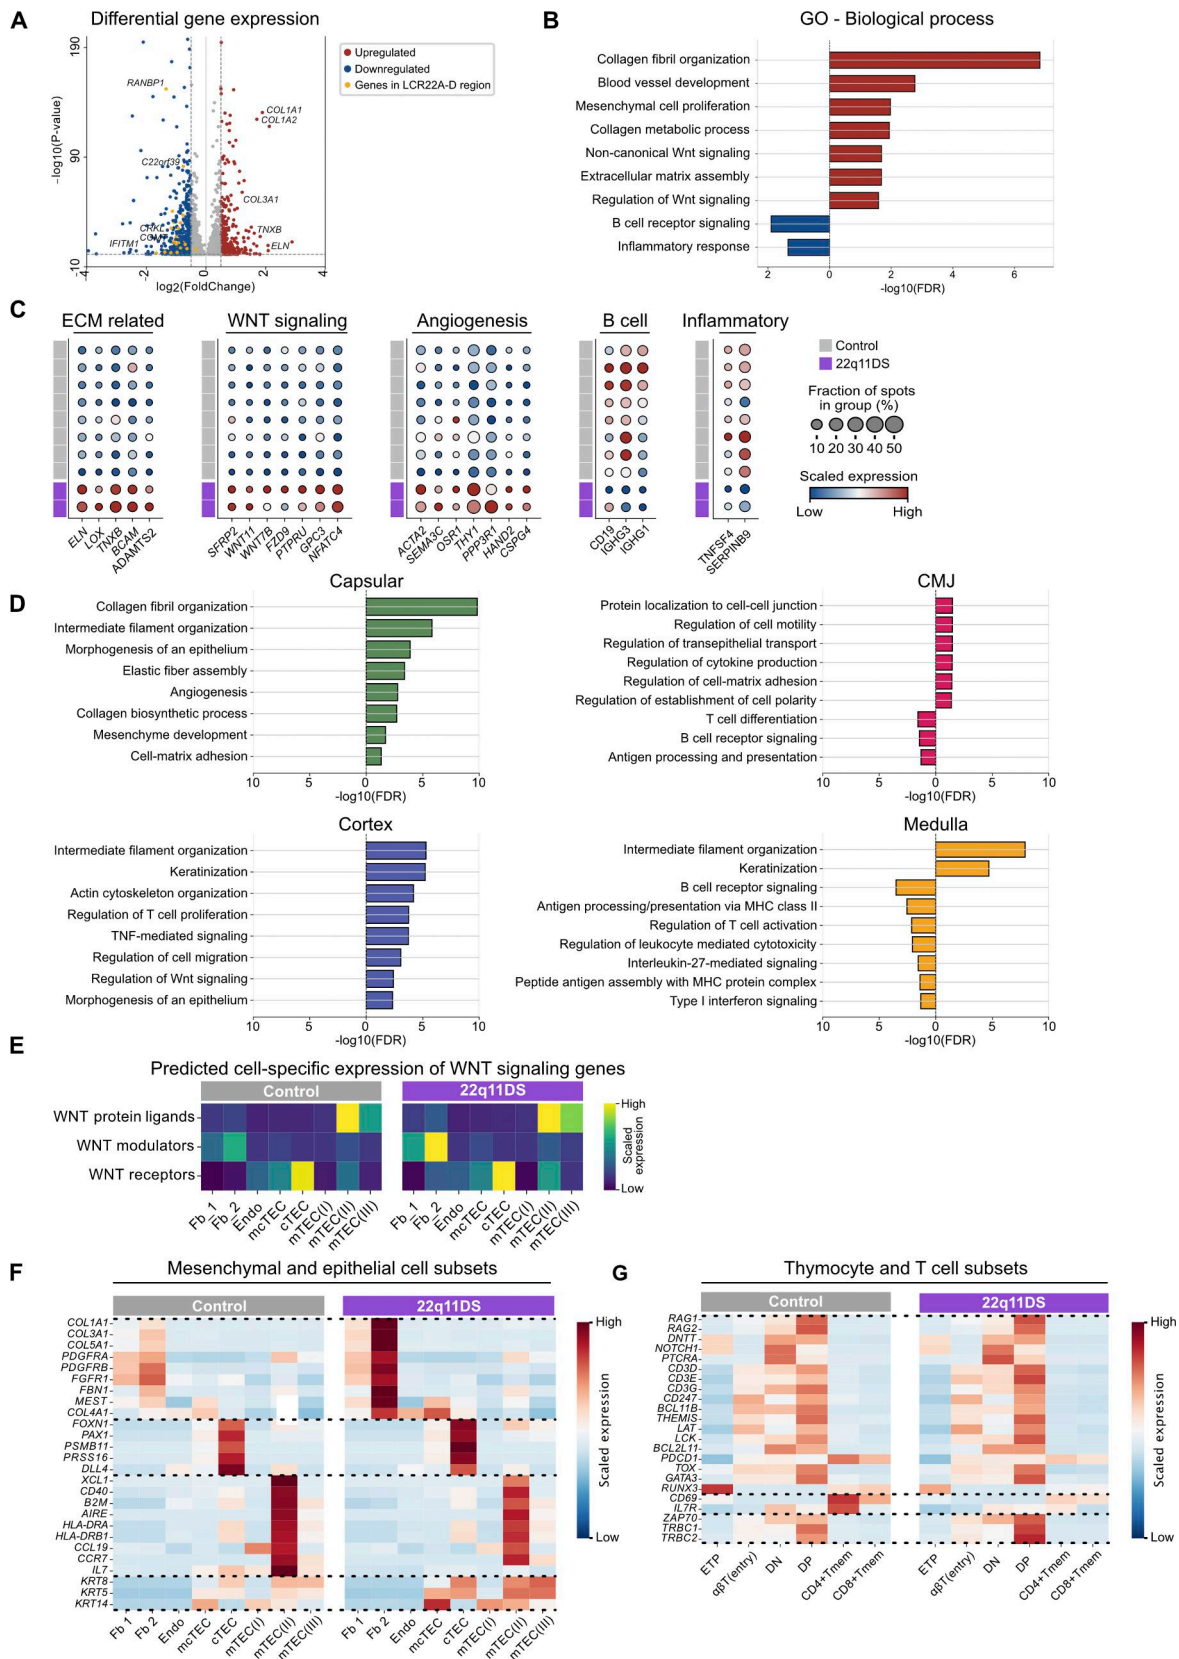 A
Differential gene expression
190
90
10
−log10(P-value)
RANBP1
COL1A1
COL1A2
C22orf39
COL3A1
CRKL
COMT
IFITM1
TNXB
ELN
-4
-2
0
2
4
log2(FoldChange)
Upregulated
Downregulated
Genes in LCR22A-D region
B
GO - Biological process
Collagen fibril organization
Blood vessel development
Mesenchymal cell proliferation
Collagen metabolic process
Non-canonical Wnt signaling
Extracellular matrix assembly
Regulation of Wnt signaling
B cell receptor signaling
Inflammatory response
2 0 2 4 6
-log10(FDR)
C
ECM related
WNT signaling
Angiogenesis
B cell
Inflammatory
ELN
LOX
TNXB
BCAM
ADAMTS2
SFRP2
WNT11
WNT7B
FZD9
PTPRU
GPC3
NFATC4
ACTA2
SEMA3C
OSR1
THY1
PPP3R1
HAND2
CSPG4
CD19
IGHG3
IGHG1
TNFSF4
SERPINB9
Control
22q11DS
Fraction of spots
in group (%)
10 20 30 40 50
Scaled expression
Low High
D
Capsular
Collagen fibril organization
Intermediate filament organization
Morphogenesis of an epithelium
Elastic fiber assembly
Angiogenesis
Collagen biosynthetic process
Mesenchyme development
Cell-matrix adhesion
10 5 0 5 10
-log10(FDR)
CMJ
Protein localization to cell-cell junction
Regulation of cell motility
Regulation of transepithelial transport
Regulation of cytokine production
Regulation of cell-matrix adhesion
Regulation of establishment of cell polarity
T cell differentiation
B cell receptor signaling
Antigen processing and presentation
10 5 0 5 10
-log10(FDR)
Cortex
Intermediate filament organization
Keratinization
Actin cytoskeleton organization
Regulation of T cell proliferation
TNF-mediated signaling
Regulation of cell migration
Regulation of Wnt signaling
Morphogenesis of an epithelium
10 5 0 5 10
-log10(FDR)
Medulla
Intermediate filament organization
Keratinization
B cell receptor signaling
Antigen processing/presentation via MHC class II
Regulation of T cell activation
Regulation of leukocyte mediated cytotoxicity
Interleukin-27-mediated signaling
Peptide antigen assembly with MHC protein complex
Type I interferon signaling
10 5 0 5 10
-log10(FDR)
E
Predicted cell-specific expression of WNT signaling genes
Control
22q11DS
WNT protein ligands
WNT modulators
WNT receptors
Fb_1
Fb_2
Endo
mcTEC
cTEC
mTEC(I)
mTEC(II)
mTEC(III)
Fb_1
Fb_2
Endo
mcTEC
cTEC
mTEC(I)
mTEC(II)
mTEC(III)
High
Low
Scaled
expression
F
Mesenchymal and epithelial cell subsets
Control
22q11DS
COL1A1
COL3A1
COL5A1
PDGFRA
PDGFRB
FGFR1
FBN1
MEST
COL4A1
FOXN1
PAX1
PSMB11
PRSS16
DLL4
XCL1
CD40
B2M
AIRE
HLA-DRA
HLA-DRB1
CCL19
CCR7
IL7
KRT8
KRT5
KRT14
Fb 1
Fb 2
Endo
mcTEC
cTEC
mTEC(I)
mTEC(II)
mTEC(III)
Fb 1
Fb 2
Endo
mcTEC
cTEC
mTEC(I)
mTEC(II)
mTEC(III)
High
Low
Scaled expression
G
Thymocyte and T cell subsets
Control
22q11DS
RAG1
RAG2
DNTT
NOTCH1
PTCRA
CD3D
CD3E
CD3G
CD247
BCL11B
THEMIS
LAT
LCK
BCL2L11
PDCD1
TOX
GATA3
RUNX3
CD69
IL7R
ZAP70
TRBC1
TRBC2
ETP
αβT(entry)
DN
DP
CD4+Tmem
CD8+Tmem
ETP
αβT(entry)
DN
DP
CD4+Tmem
CD8+Tmem
High
Low
Scaled expression